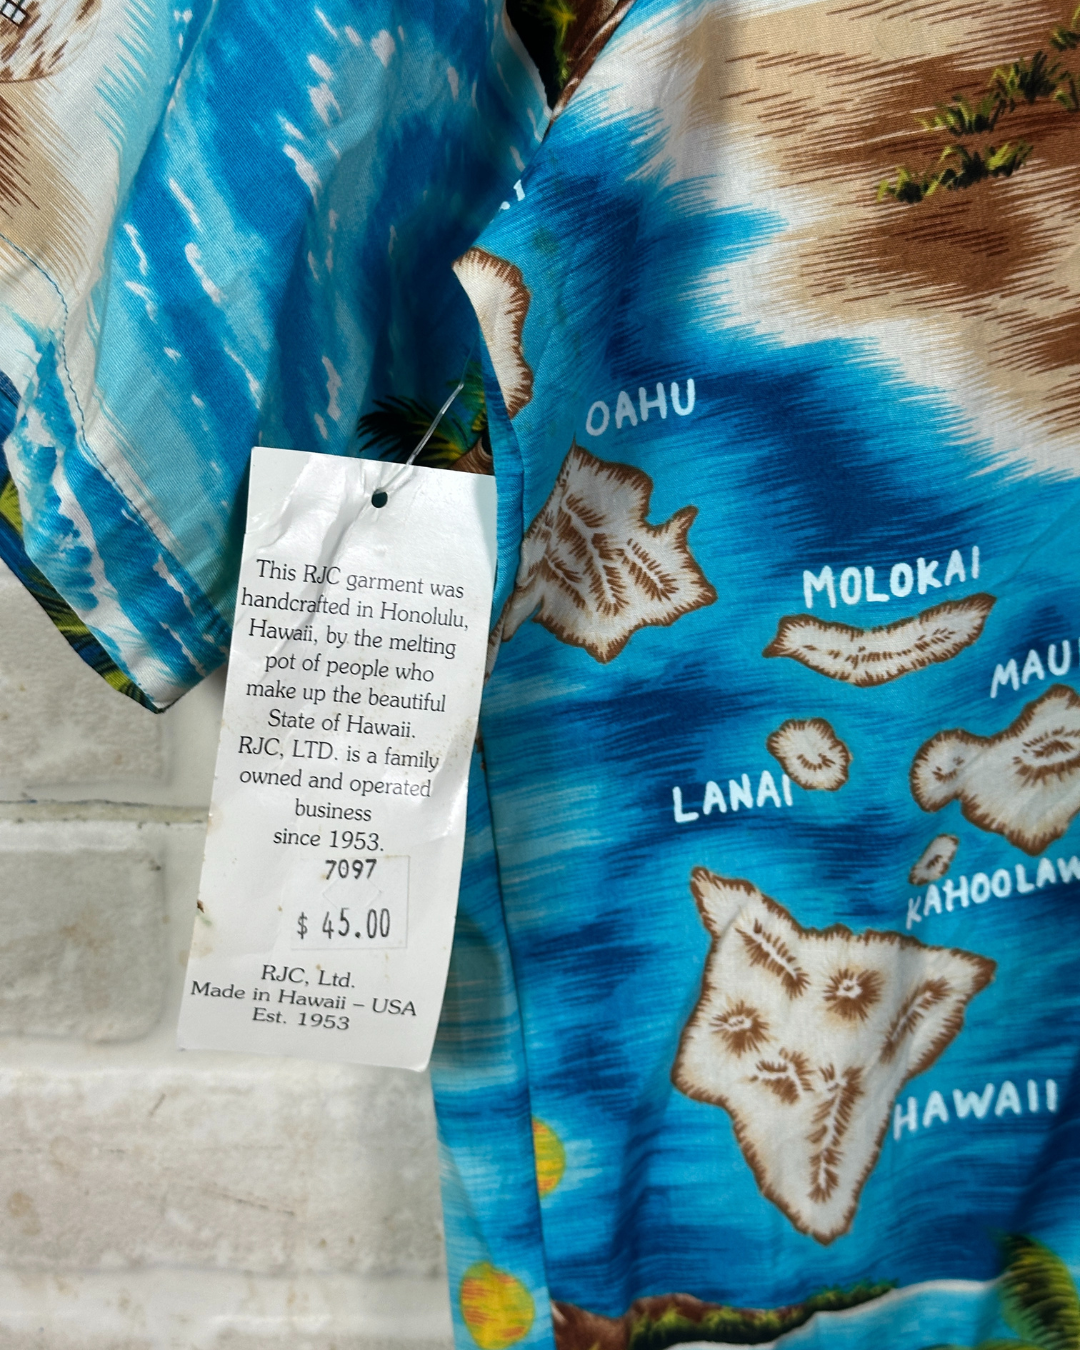 OAHU
MOLOKAI
MAUI
LANAI
KAHOOLAW
HAWAII
This RJC garment was
handcrafted in Honolulu,
Hawaii, by the melting
pot of people who
make up the beautiful
State of Hawaii.
RJC, LTD. is a family
owned and operated
business
since 1953.
7097
$ 45.00
RJC, Ltd.
Made in Hawaii – USA
Est. 1953